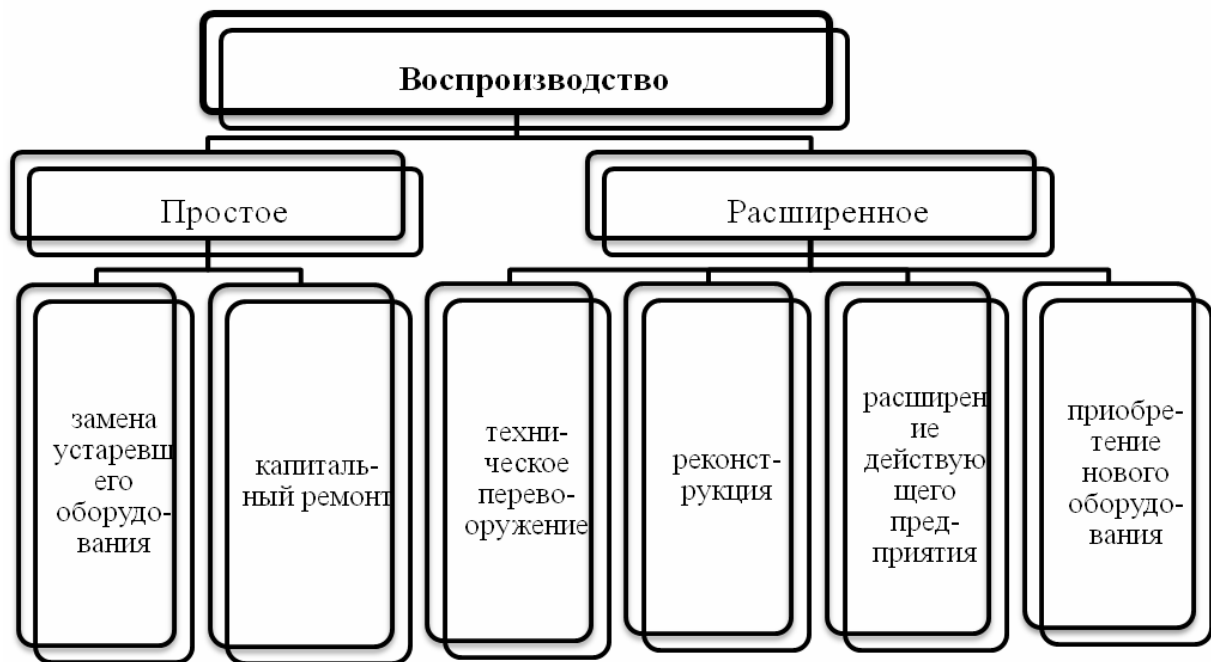 Воспроизводство
Простое
Расширенное
замена
устаревш
его
оборудо-
вания
капиталь-
ный ремонт
техни-
ческое
перево-
оружение
реконст-
рукция
расширен
ие
действую
щего
пред-
приятия
приобре-
тение
нового
оборудо-
вания